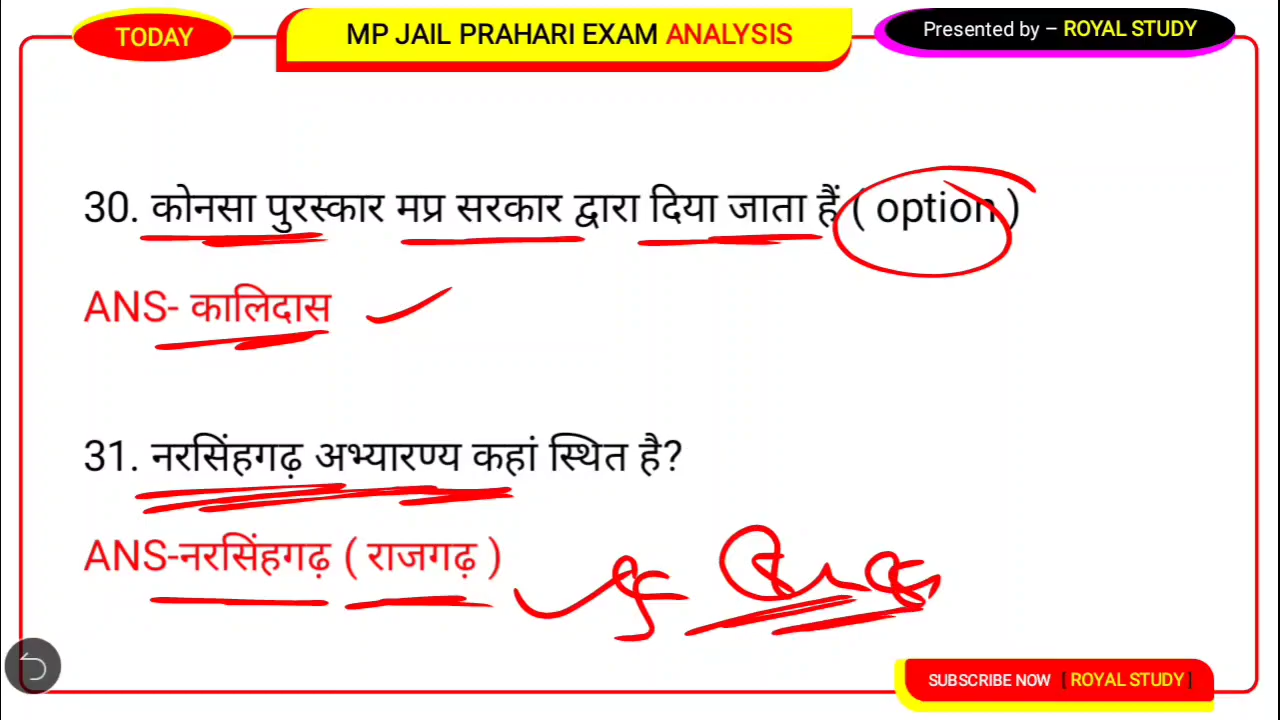 TODAY
MP JAIL PRAHARI EXAM ANALYSIS
Presented by – ROYAL STUDY
30. कोनसा पुरस्कार मप्र सरकार द्वारा दिया जाता हैं ( option )
ANS- कालिदास
31. नरसिंहगढ़ अभ्यारण्य कहां स्थित है?
ANS-नरसिंहगढ़ ( राजगढ़ )
SUBSCRIBE NOW [ ROYAL STUDY ]